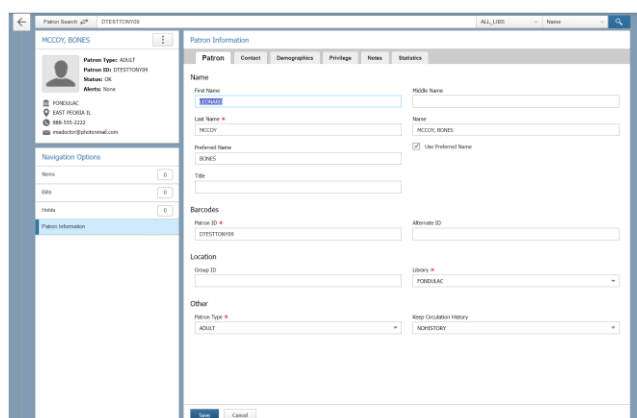 Patron Search DTESTTONY09 ALL_LIBS Name
MCCOY, BONES
Patron Type: ADULT
Patron ID: DTESTTONY09
Status: OK
Alerts: None
FONDULAC
EAST PEORIA IL
888-555-2222
imadoctor@photonmail.com
Navigation Options
Items 0
Bills 0
Holds 0
Patron Information
Patron Information
Patron Contact Demographics Privilege Notes Statistics
Name
First Name Middle Name
LEONARD
Last Name * Name
MCCOY MCCOY, BONES
Preferred Name Use Preferred Name
BONES
Title
Barcodes
Patron ID * Alternate ID
DTESTTONY09
Location
Group ID Library *
FONDULAC
Other
Patron Type * Keep Circulation History
ADULT NOHISTORY
Save Cancel